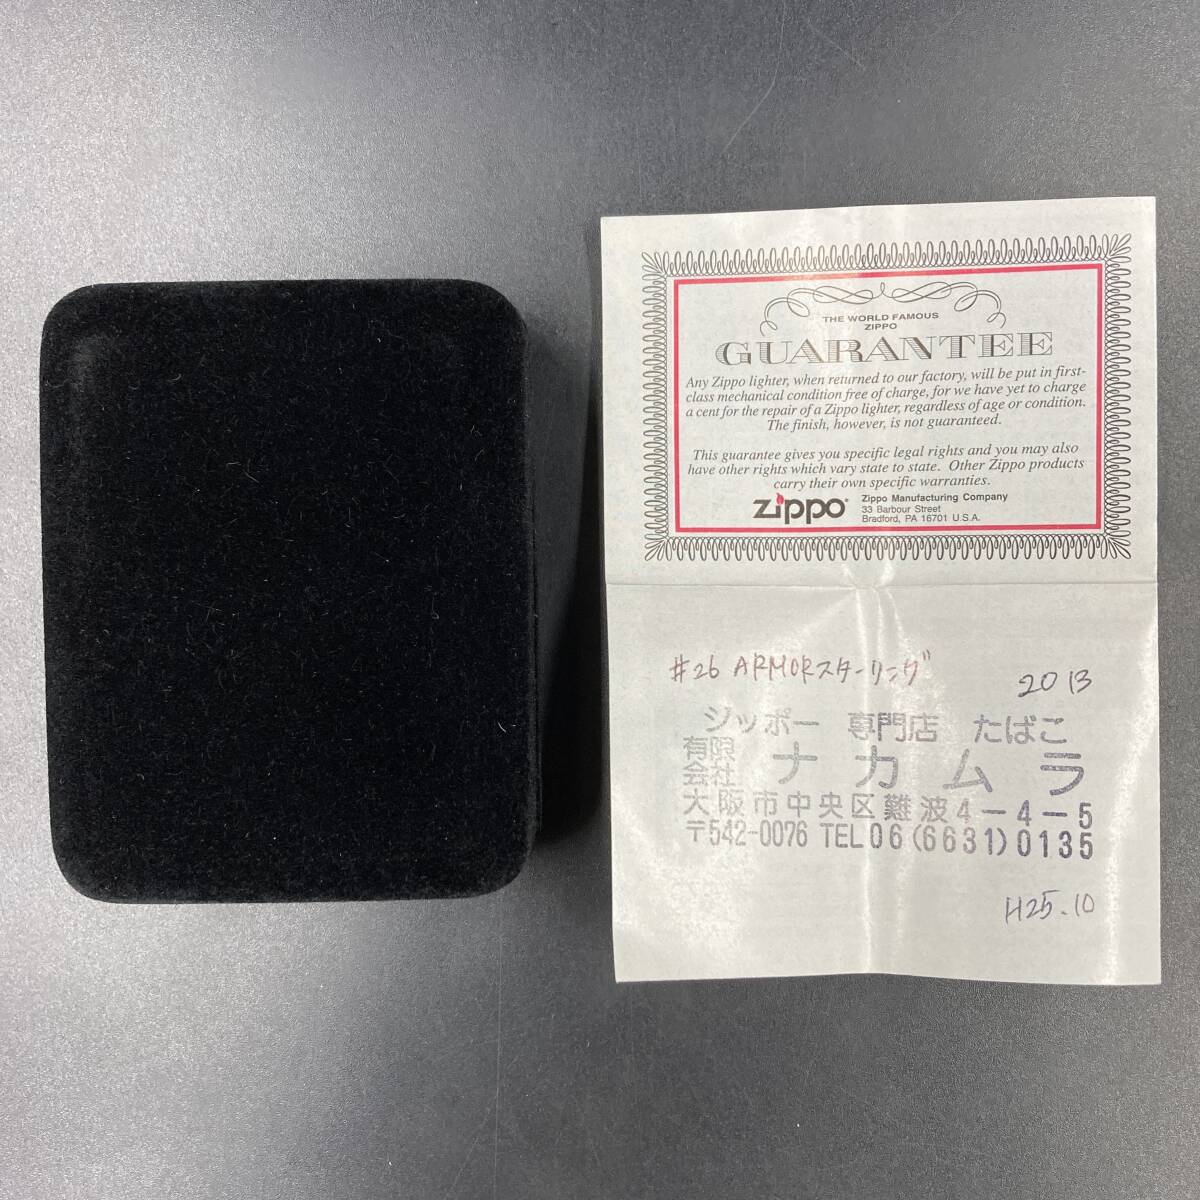 THE WORLD FAMOUS
ZIPPO
GUARANTEE
Any Zippo lighter, when returned to our factory, will be put in first-
class mechanical condition free of charge, for we have yet to charge
a cent for the repair of a Zippo lighter, regardless of age or condition.
The finish, however, is not guaranteed.
This guarantee gives you specific legal rights and you may also
have other rights which vary state to state. Other Zippo products
carry their own specific warranties.
zippo
Zippo Manufacturing Company
33 Barbour Street
Bradford, PA 16701 U.S.A.
#26 ARMORスターリング
2013
ジッポー 専門店 たばこ
有限会社 ナカムラ
大阪市中央区難波4-4-5
〒542-0076 TEL06(6631)0135
H25.10